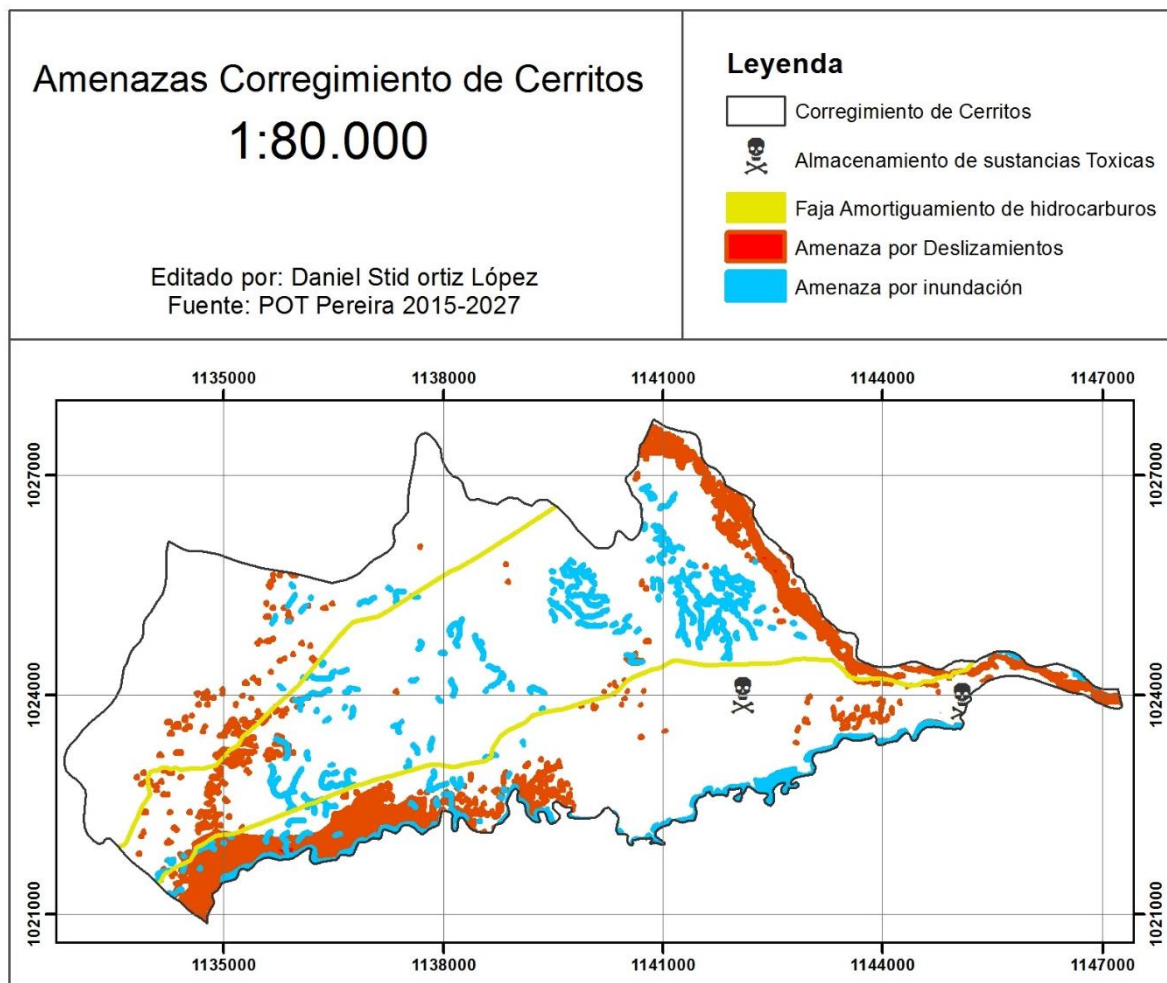 Amenazas Corregimiento de Cerritos
1:80.000
Editado por: Daniel Stid ortiz López
Fuente: POT Pereira 2015-2027
Leyenda
Corregimiento de Cerritos
Almacenamiento de sustancias Toxicas
Faja Amortiguamiento de hidrocarburos
Amenaza por Deslizamientos
Amenaza por inundación
1135000 1138000 1141000 1144000 1147000
1027000 1027000
1024000 1024000
1021000 1021000
1135000 1138000 1141000 1144000 1147000